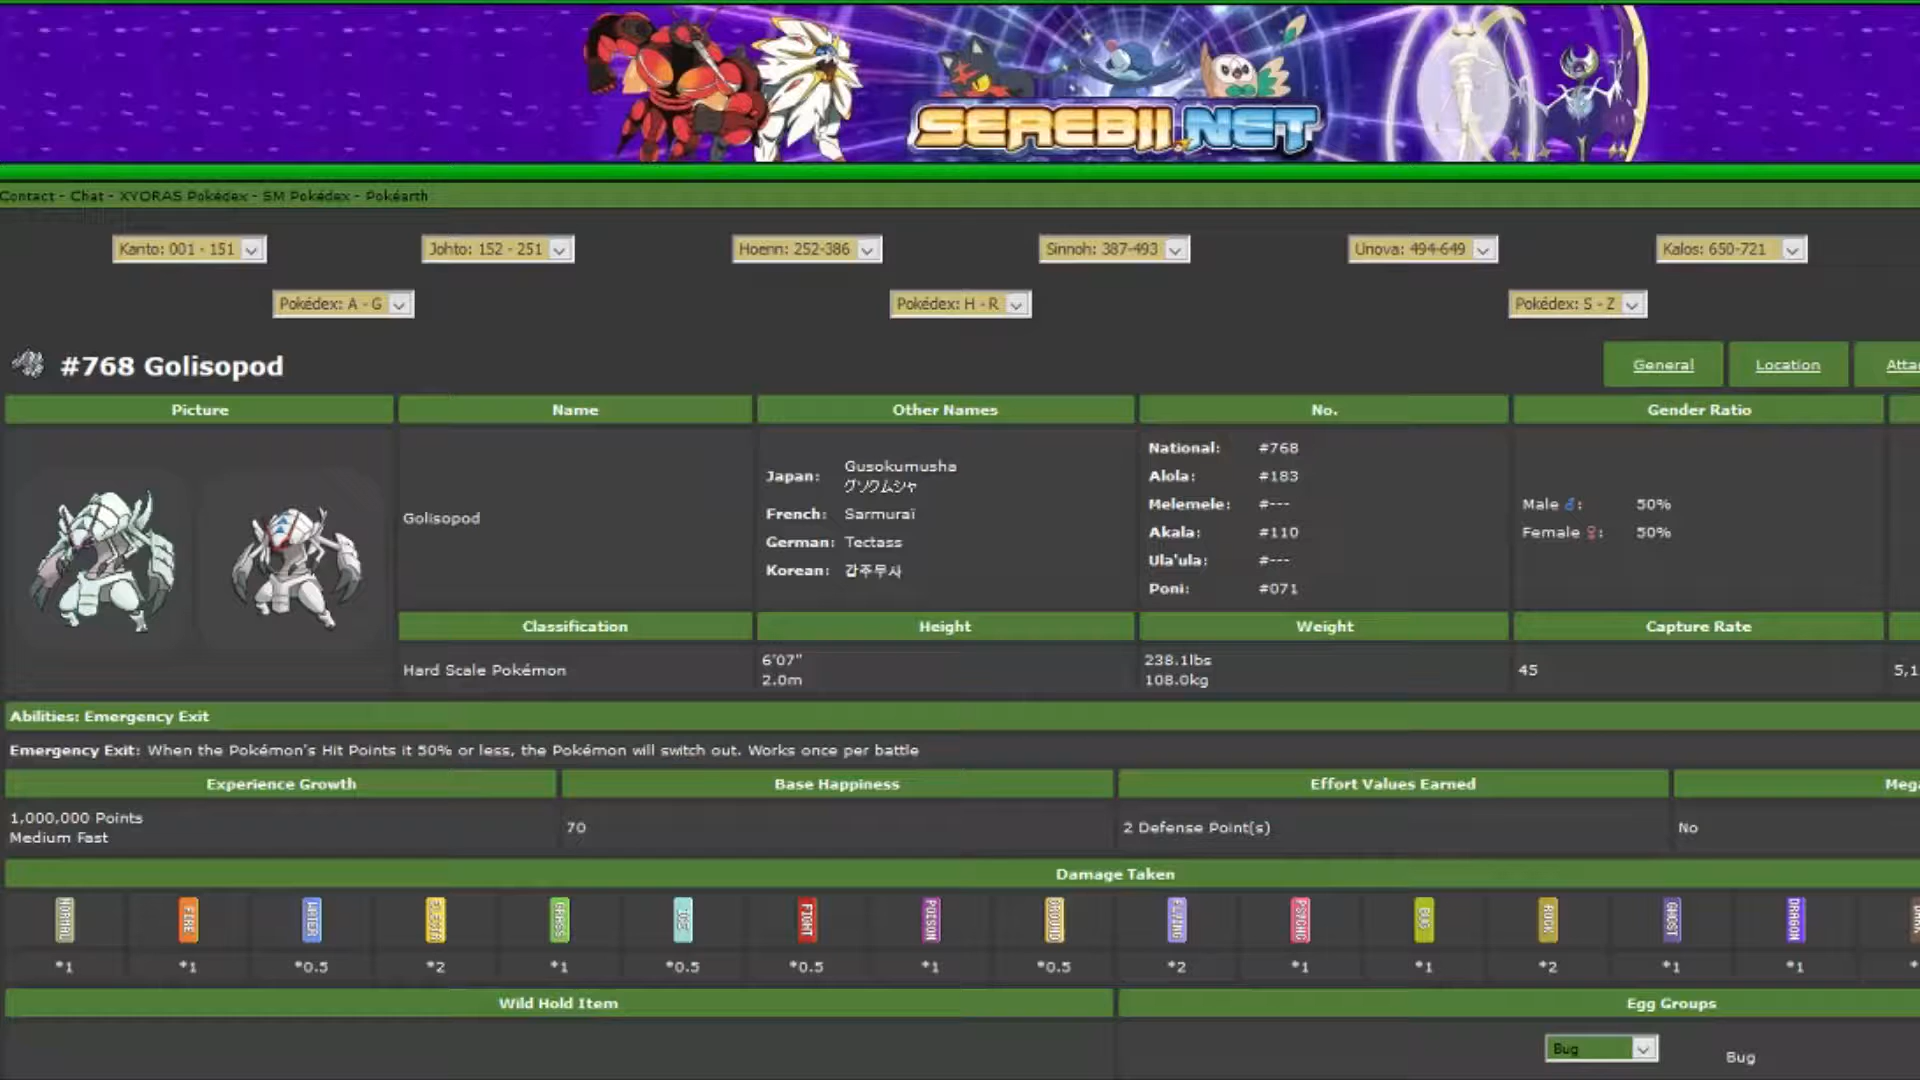 SEREBII.NET
Contact - Chat - XYORAS Pokédex - SM Pokédex - Pokéarth
Kanto: 001 - 151
Johto: 152 - 251
Hoenn: 252-386
Sinnoh: 387-493
Unova: 494-649
Kalos: 650-721
Pokédex: A - G
Pokédex: H - R
Pokédex: S - Z
#768 Golisopod
General
Location
Picture
Name
Other Names
No.
Gender Ratio
Golisopod
Japan: Gusokumusha
グソクムシャ
French: Sarmuraï
German: Tectass
Korean: 갑주무사
National: #768
Alola: #183
Melemele: #---
Akala: #110
Ula'ula: #---
Poni: #071
Male ♂: 50%
Female ♀: 50%
Classification
Height
Weight
Capture Rate
Hard Scale Pokémon
6'07"
2.0m
238.1lbs
108.0kg
45
5,1
Abilities: Emergency Exit
Emergency Exit: When the Pokémon's Hit Points it 50% or less, the Pokémon will switch out. Works once per battle
Experience Growth
Base Happiness
Effort Values Earned
Mega
1,000,000 Points
Medium Fast
70
2 Defense Point(s)
No
Damage Taken
NORMAL FIRE WATER ELECTR GRASS ICE FIGHT POISON GROUND FLYING PSYCHC BUG ROCK GHOST DRAGON
*1 *1 *0.5 *2 *1 *0.5 *0.5 *1 *0.5 *2 *1 *1 *2 *1 *1
Wild Hold Item
Egg Groups
Bug
Bug